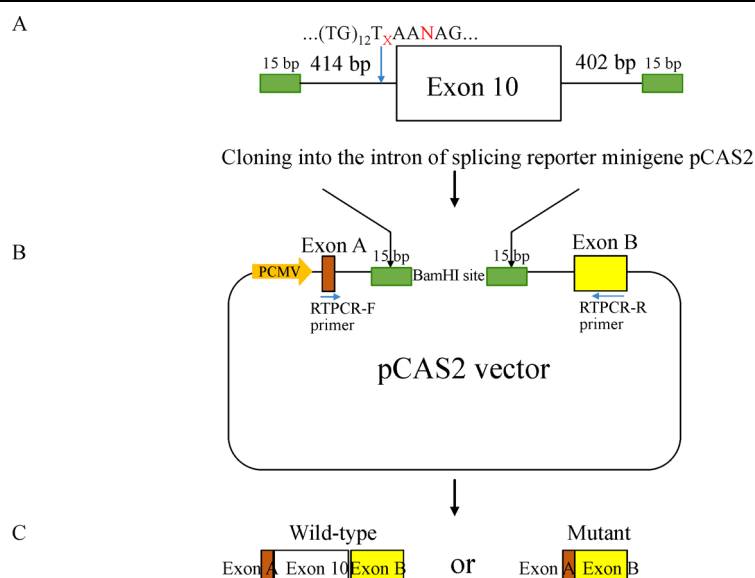 A
...(TG)12TXAANAG...
15 bp 414 bp Exon 10 402 bp 15 bp
Cloning into the intron of splicing reporter minigene pCAS2
B
Exon A 15 bp 15 bp Exon B
PCMV BamHI site
RTPCR-F primer
RTPCR-R primer
pCAS2 vector
C
Wild-type Mutant
Exon A Exon 10 Exon B or Exon A Exon B